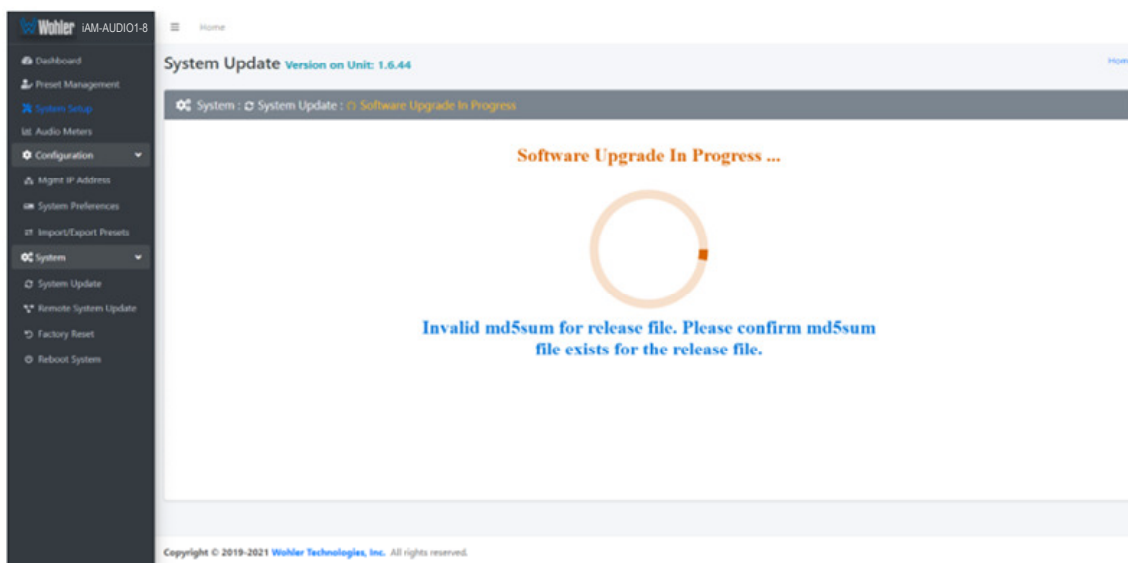 Wohler iAM-AUDIO1-8
Home
Dashboard
Preset Management
System Setup
Audio Meters
Configuration
Mgmt IP Address
System Preferences
Import/Export Presets
System
System Update
Remote System Update
Factory Reset
Reboot System
System Update Version on Unit: 1.6.44
Home
System : System Update : Software Upgrade In Progress
Software Upgrade In Progress ...
Invalid md5sum for release file. Please confirm md5sum
file exists for the release file.
Copyright © 2019-2021 Wohler Technologies, Inc. All rights reserved.